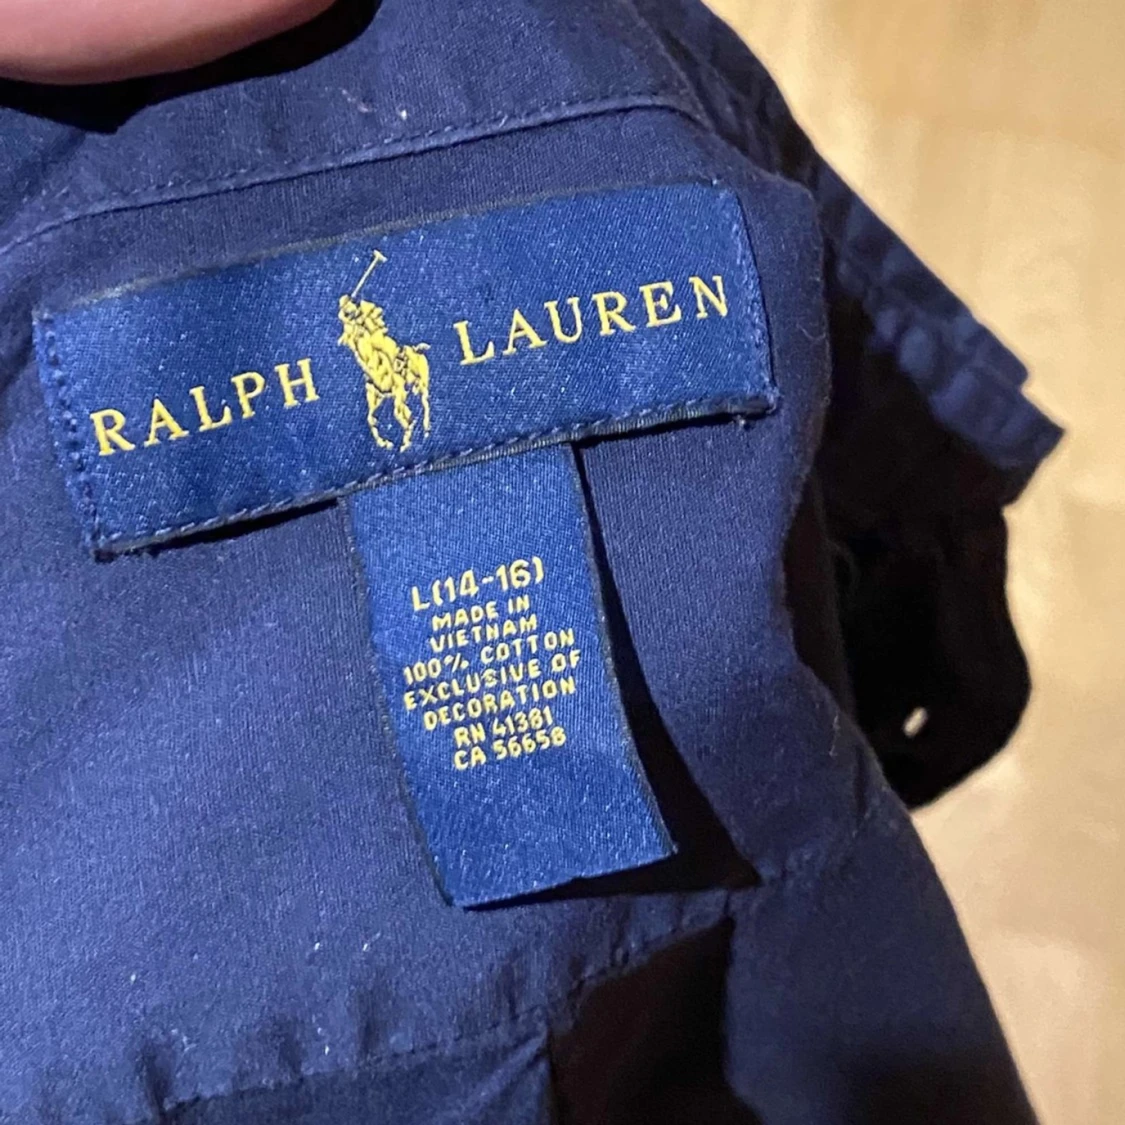 RALPH LAUREN
L(14-16)
MADE IN
VIETNAM
100% COTTON
EXCLUSIVE OF
DECORATION
RN 41381
CA 56658